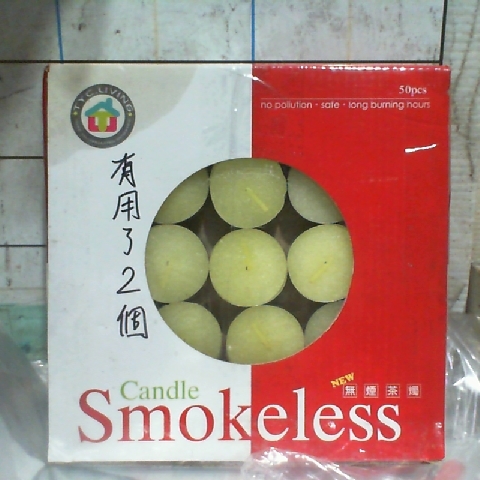 T.Y.C. LIVING
50pcs
no pollution · safe · long burning hours
有用了2個
Candle
NEW
無煙茶燭
Smokeless